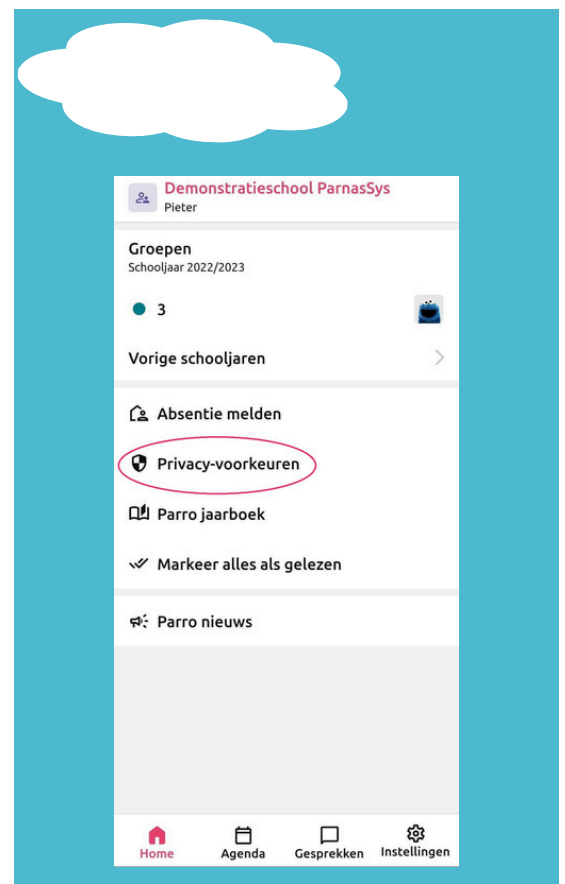 Demonstratieschool ParnasSys
Pieter
Groepen
Schooljaar 2022/2023
3
Vorige schooljaren
Absentie melden
Privacy-voorkeuren
Parro jaarboek
Markeer alles als gelezen
Parro nieuws
Home Agenda Gesprekken Instellingen